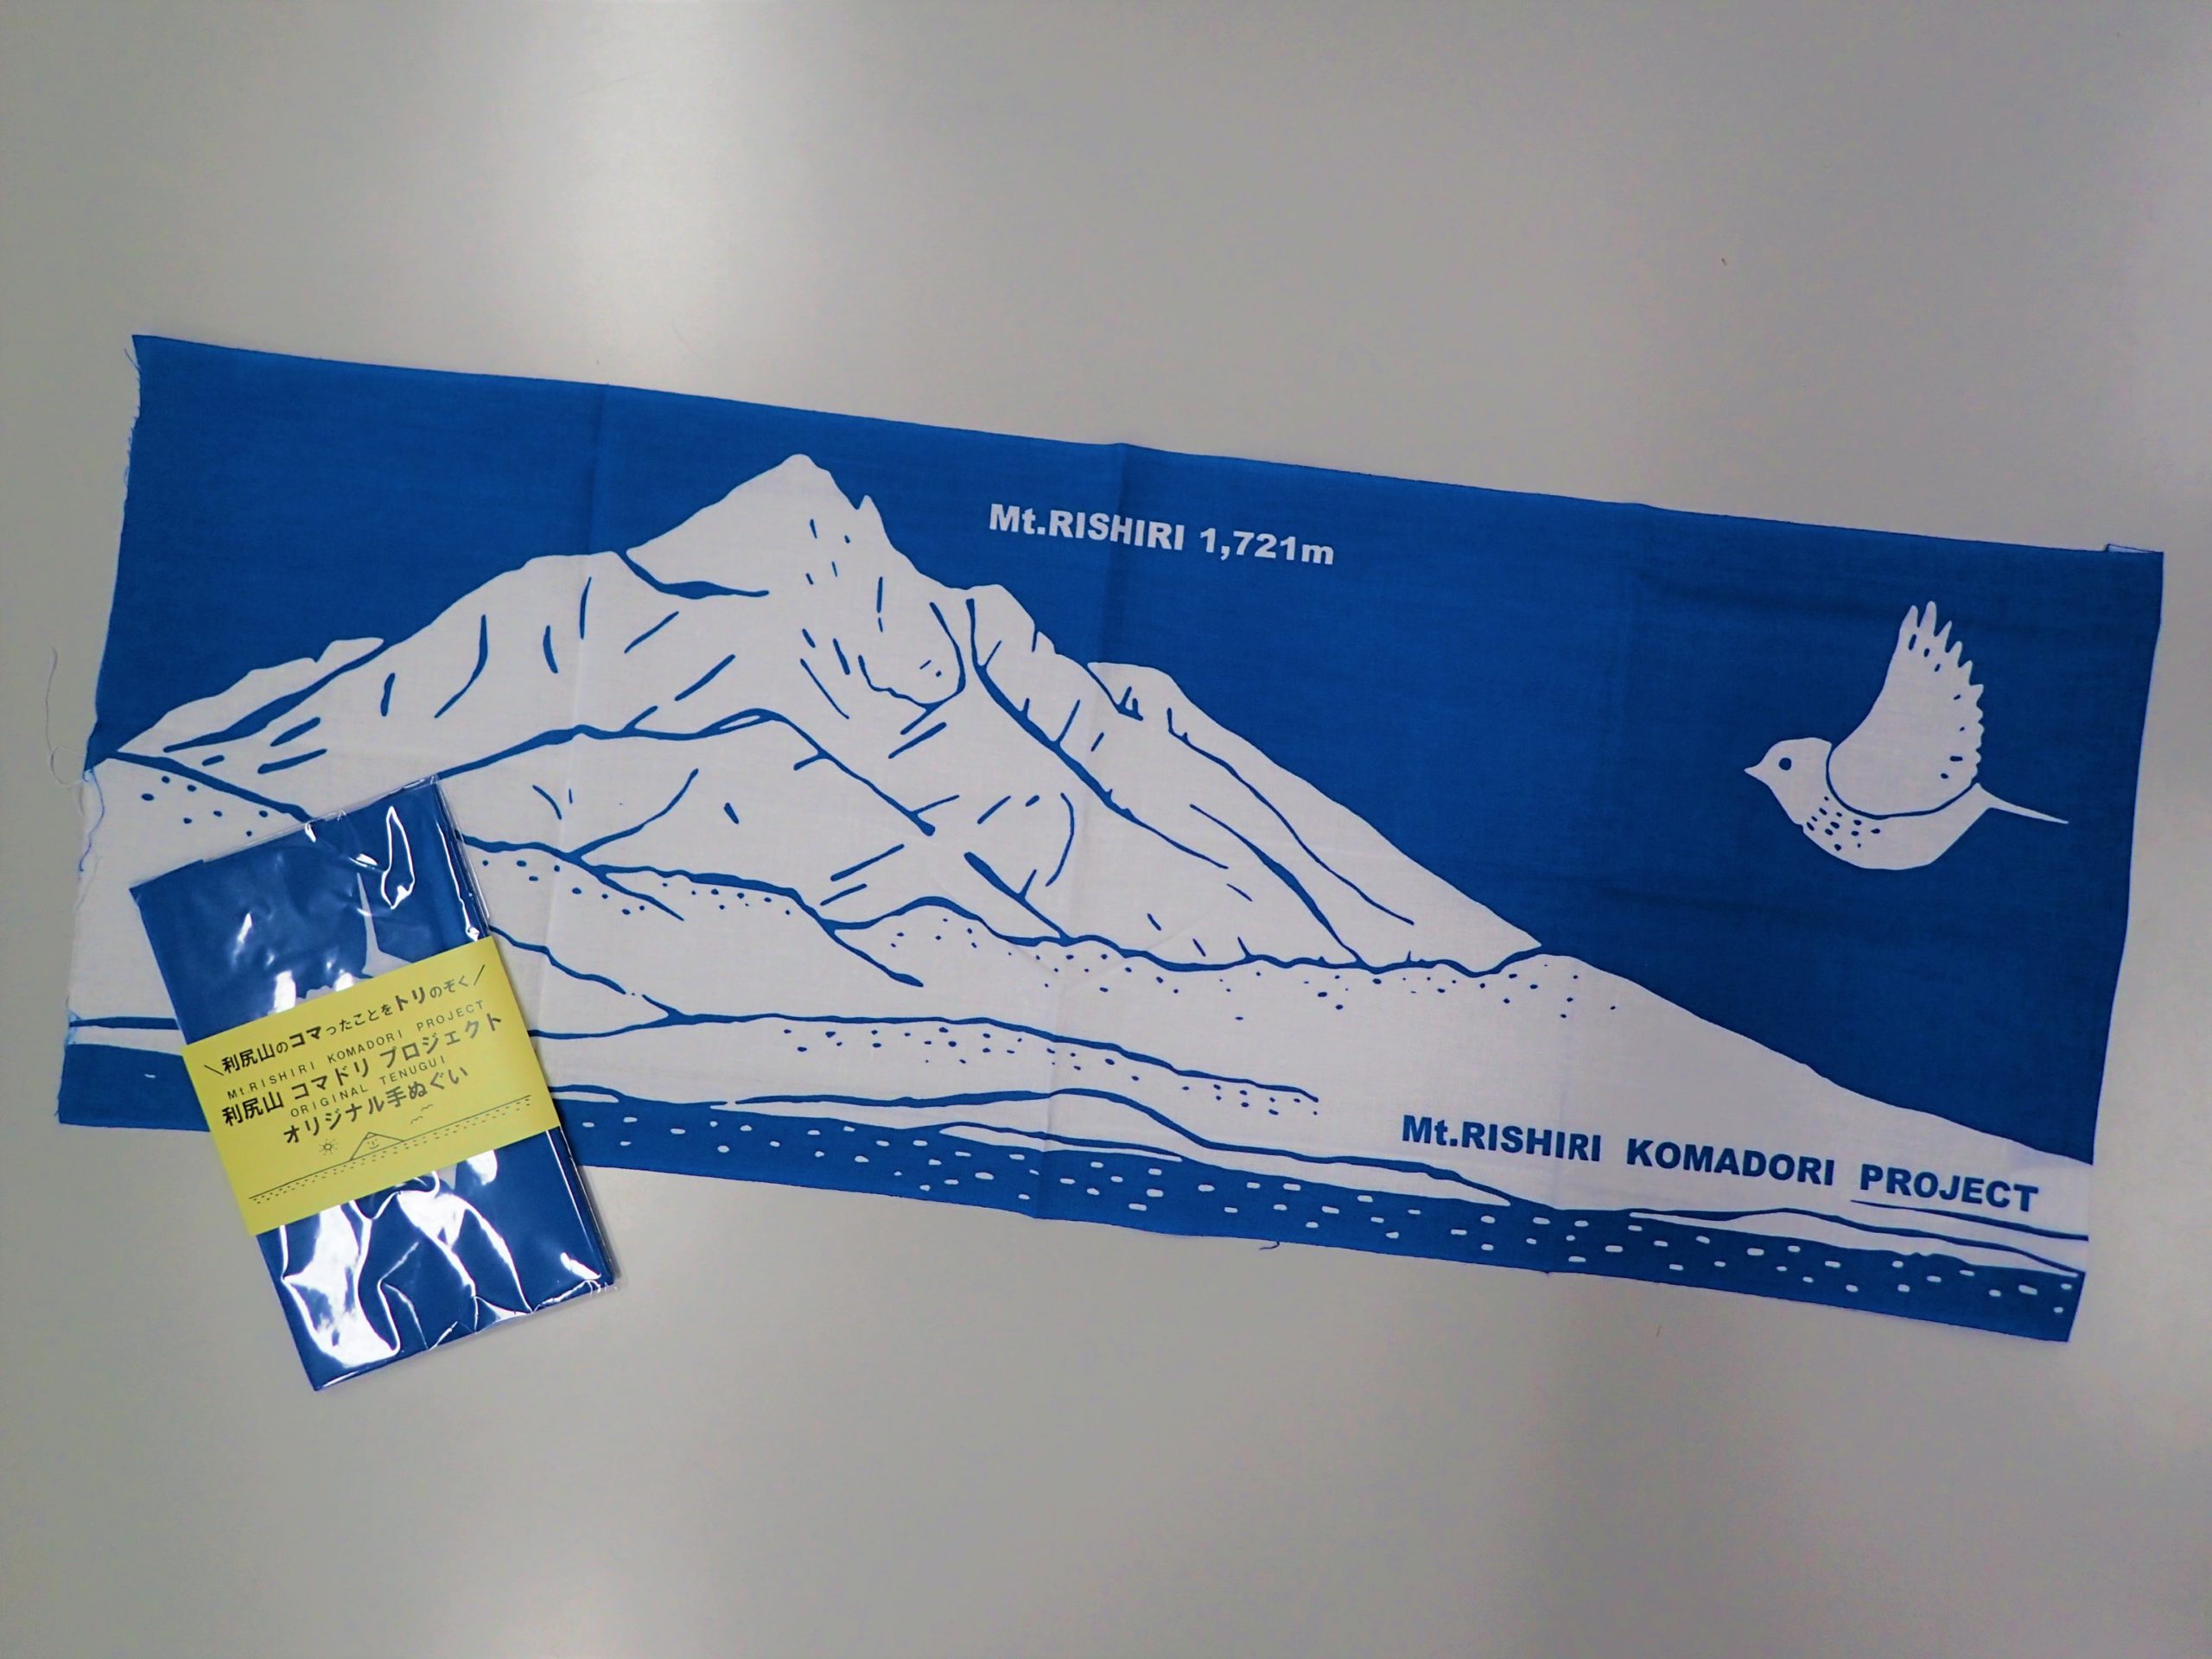 Mt.RISHIRI 1,721m
Mt.RISHIRI KOMADORI PROJECT
＼利尻山のコマったことをトリのぞく／
Mt.RISHIRI KOMADORI PROJECT
利尻山 コマドリ プロジェクト
ORIGINAL TENUGUI
オリジナル手ぬぐい